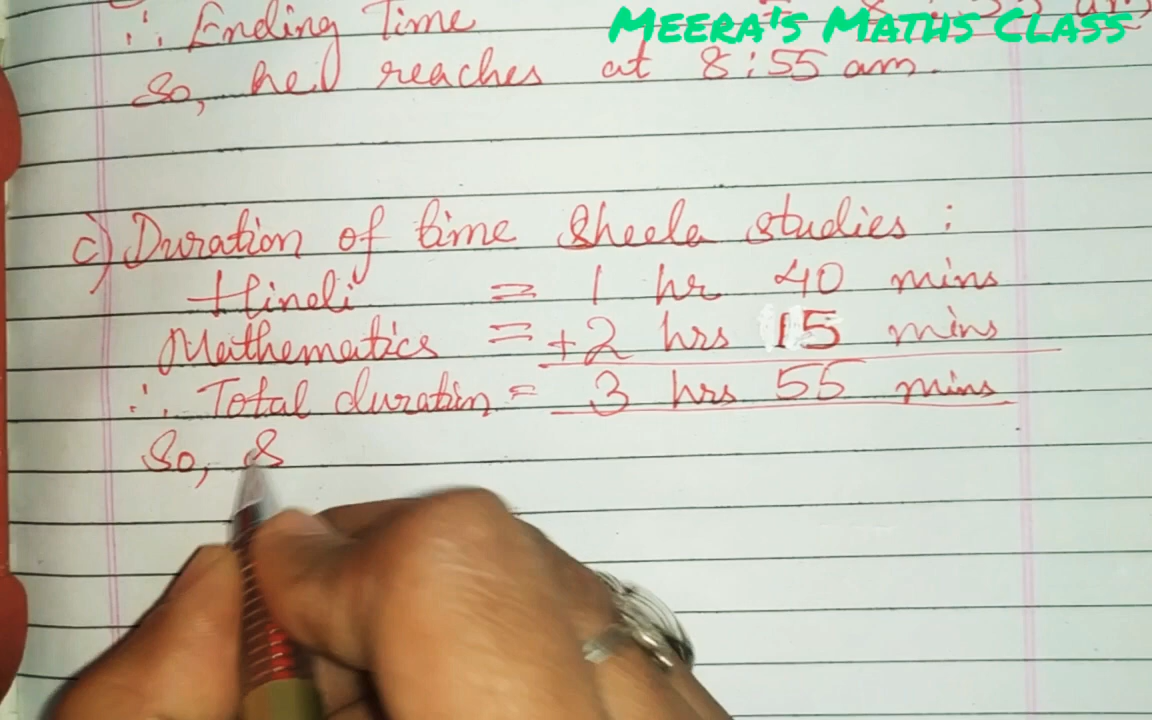 MEERA'S MATHS CLASS
∴ Ending Time
So, he reaches at 8:55 am.
c) Duration of time Sheela studies :
Hindi = 1 hr 40 mins
Mathematics = +2 hrs 15 mins
∴ Total duration = 3 hrs 55 mins
So, S